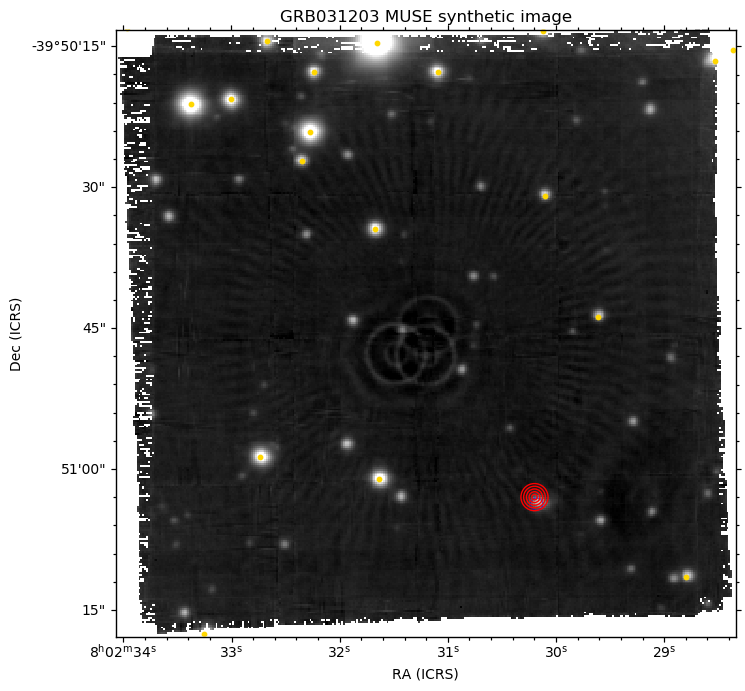 GRB031203 MUSE synthetic image
-39°50'15"
30"
45"
51'00"
15"
Dec (ICRS)
8h02m34s 33s 32s 31s 30s 29s
RA (ICRS)